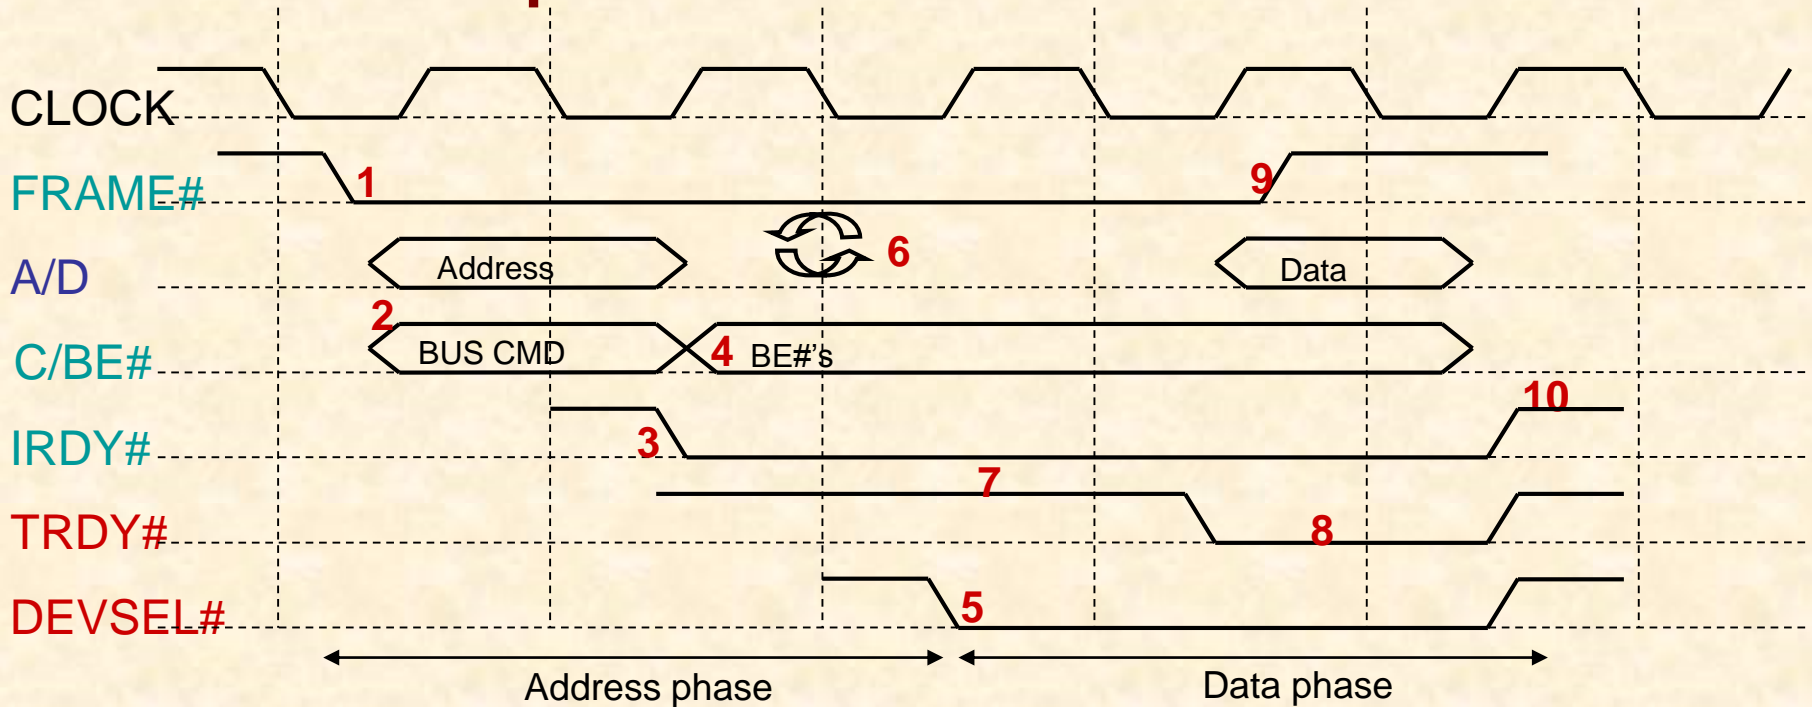 CLOCK
FRAME# 1 9
A/D Address 6 Data
2
C/BE# BUS CMD 4 BE#'s
10
IRDY# 3
7
TRDY# 8
DEVSEL# 5
Address phase Data phase